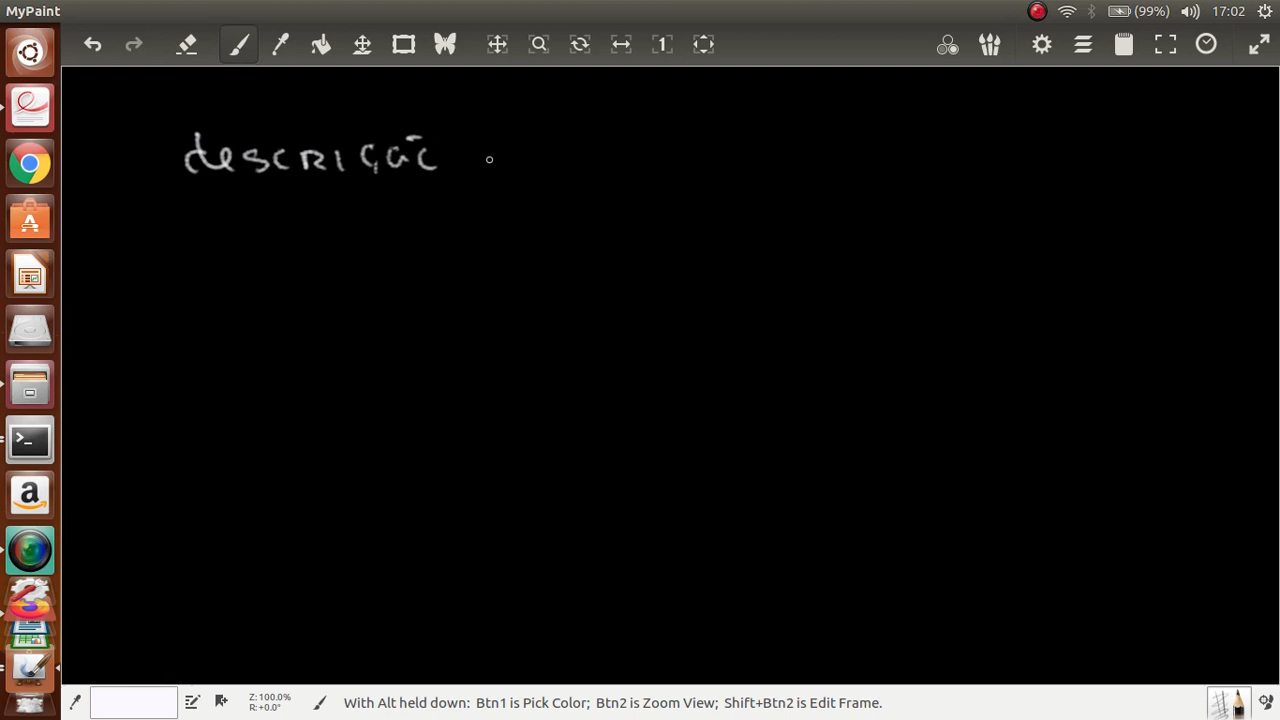 MyPaint
(99%)
17:02
descrição
Z: 100.0%
R: +0.0°
With Alt held down: Btn1 is Pick Color; Btn2 is Zoom View; Shift+Btn2 is Edit Frame.